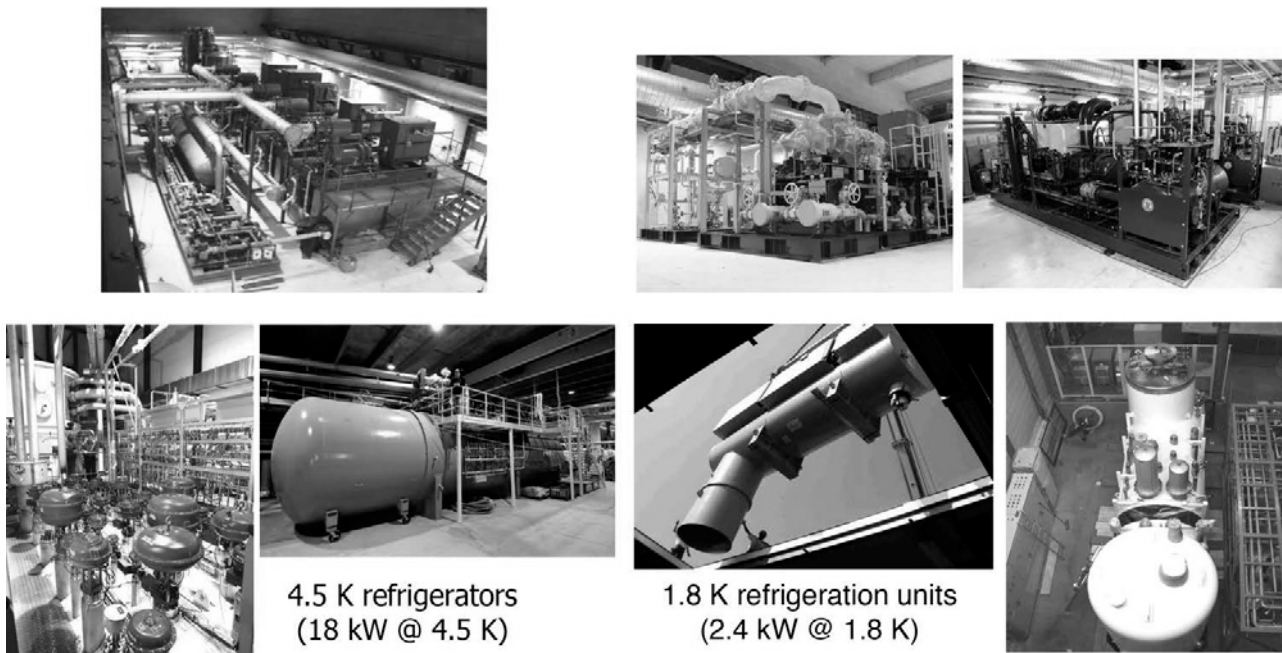 4.5 K refrigerators
(18 kW @ 4.5 K)
1.8 K refrigeration units
(2.4 kW @ 1.8 K)